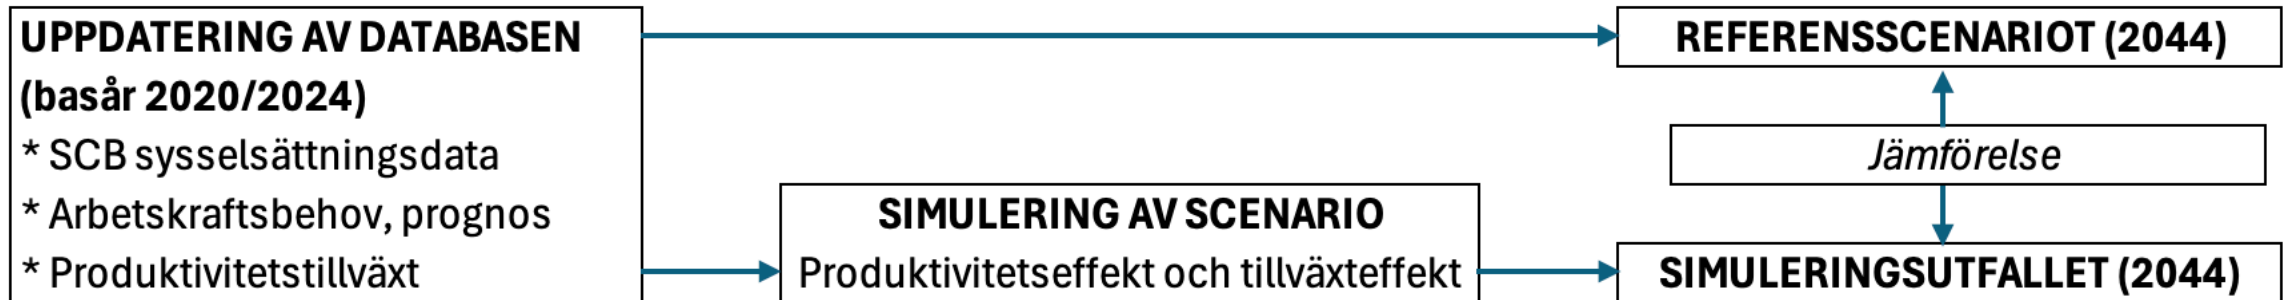 UPPDATERING AV DATABASEN
(basår 2020/2024)
* SCB sysselsättningsdata
* Arbetskraftsbehov, prognos
* Produktivitetstillväxt
SIMULERING AV SCENARIO
Produktivitetseffekt och tillväxteffekt
REFERENSSCENARIOT (2044)
Jämförelse
SIMULERINGSUTFALLET (2044)